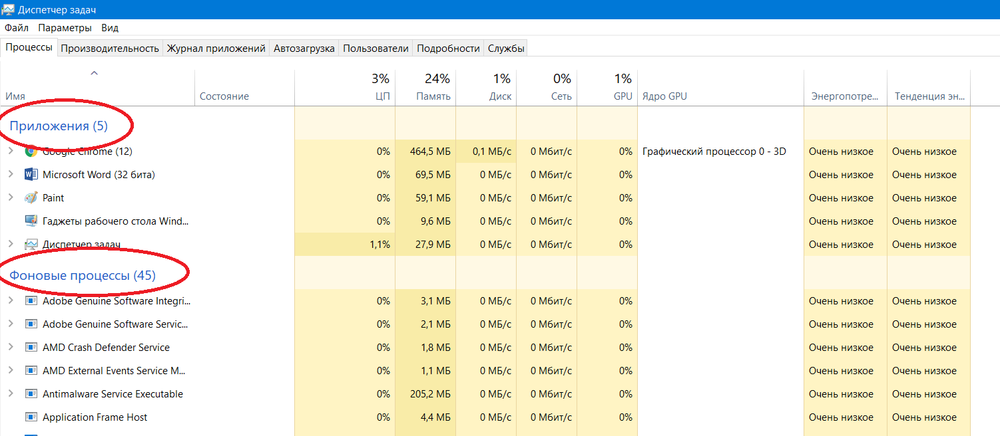 Диспетчер задач
Файл Параметры Вид
Процессы Производительность Журнал приложений Автозагрузка Пользователи Подробности Службы
3% 24% 1% 0% 1%
Имя Состояние ЦП Память Диск Сеть GPU Ядро GPU Энергопотре... Тенденция эн...
Приложения (5)
Google Chrome (12) 0% 464,5 МБ 0,1 МБ/с 0 Мбит/с 0% Графический процессор 0 - 3D Очень низкое Очень низкое
Microsoft Word (32 бита) 0% 69,5 МБ 0 МБ/с 0 Мбит/с 0% Очень низкое Очень низкое
Paint 0% 59,1 МБ 0 МБ/с 0 Мбит/с 0% Очень низкое Очень низкое
Гаджеты рабочего стола Wind... 0% 9,6 МБ 0 МБ/с 0 Мбит/с 0% Очень низкое Очень низкое
Диспетчер задач 1,1% 27,9 МБ 0 МБ/с 0 Мбит/с 0% Очень низкое Очень низкое
Фоновые процессы (45)
Adobe Genuine Software Integri... 0% 3,1 МБ 0 МБ/с 0 Мбит/с 0% Очень низкое Очень низкое
Adobe Genuine Software Servic... 0% 2,1 МБ 0 МБ/с 0 Мбит/с 0% Очень низкое Очень низкое
AMD Crash Defender Service 0% 1,8 МБ 0 МБ/с 0 Мбит/с 0% Очень низкое Очень низкое
AMD External Events Service M... 0% 1,1 МБ 0 МБ/с 0 Мбит/с 0% Очень низкое Очень низкое
Antimalware Service Executable 0% 205,2 МБ 0 МБ/с 0 Мбит/с 0% Очень низкое Очень низкое
Application Frame Host 0% 4,4 МБ 0 МБ/с 0 Мбит/с 0% Очень низкое Очень низкое